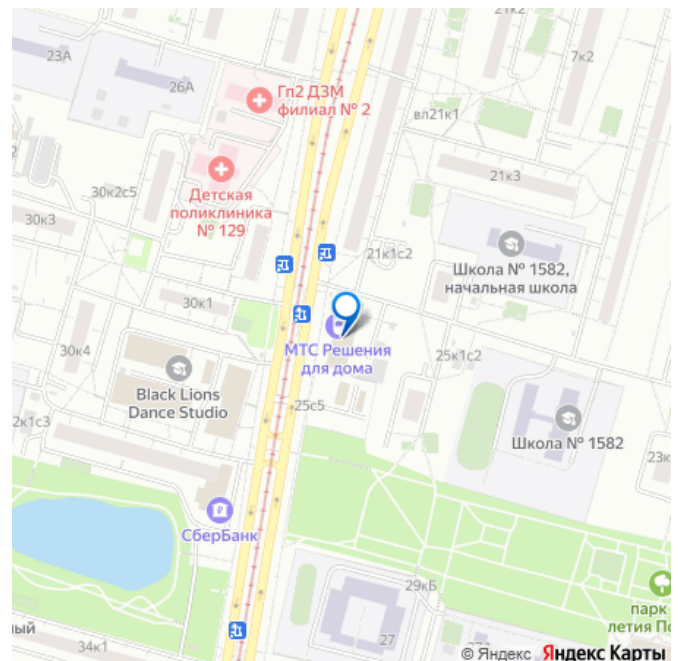 21к2
23А
7к2
26А
Гп2 ДЗМ
филиал № 2
вл21к1
Детская
поликлиника
№ 129
30к2с5
21к3
30к3
21к1с2
Школа № 1582,
начальная школа
30к1
МТС Решения
для дома
30к4
25к1с2
Black Lions
Dance Studio
25с5
2к1с3
Школа № 1582
23к
СберБанк
29кБ
парк
летия По
ный
27
27А
34к1
© Яндекс Яндекс Карты